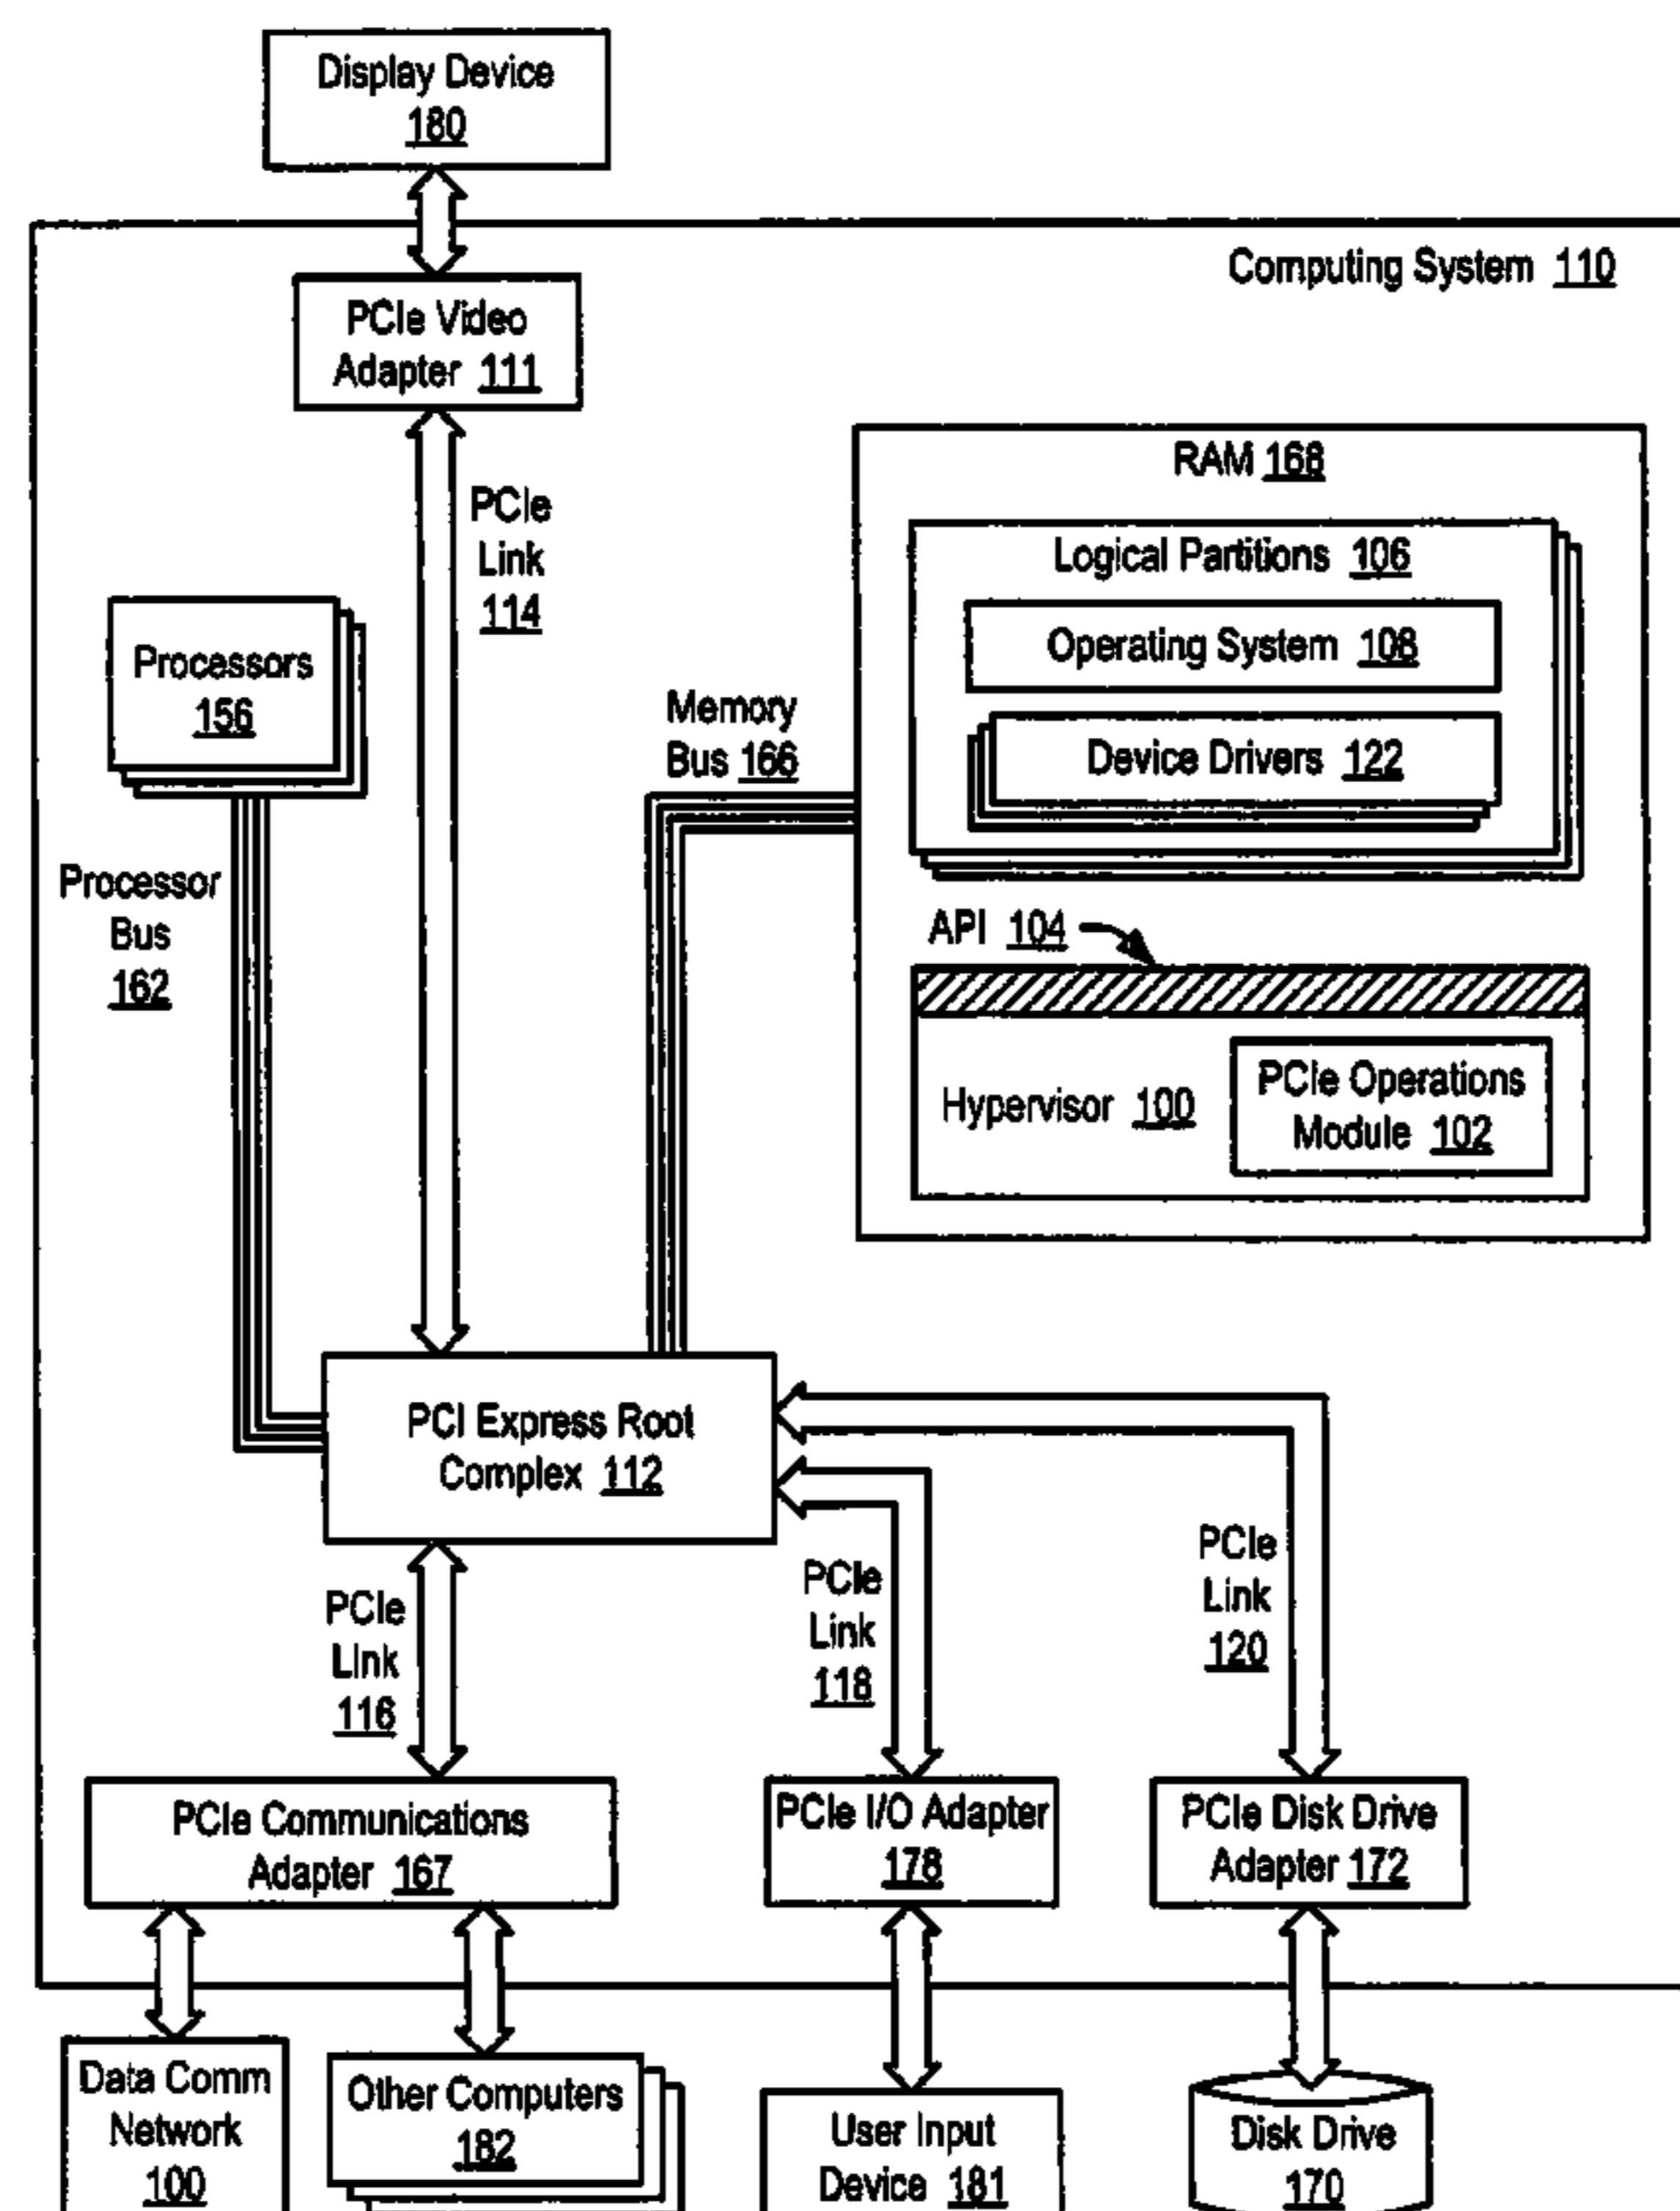 Display Device
180
Computing System 110
PCIe Video
Adapter 111
RAM 168
PCIe
Link
114
Logical Partitions 106
Operating System 108
Processors
156
Memory
Bus 166
Device Drivers 122
Processor
Bus
162
API 104
Hypervisor 100
PCIe Operations
Module 102
PCI Express Root
Complex 112
PCIe
Link
116
PCIe
Link
118
PCIe
Link
120
PCIe Communications
Adapter 167
PCIe I/O Adapter
178
PCIe Disk Drive
Adapter 172
Data Comm
Network
100
Other Computers
182
User Input
Device 181
Disk Drive
170